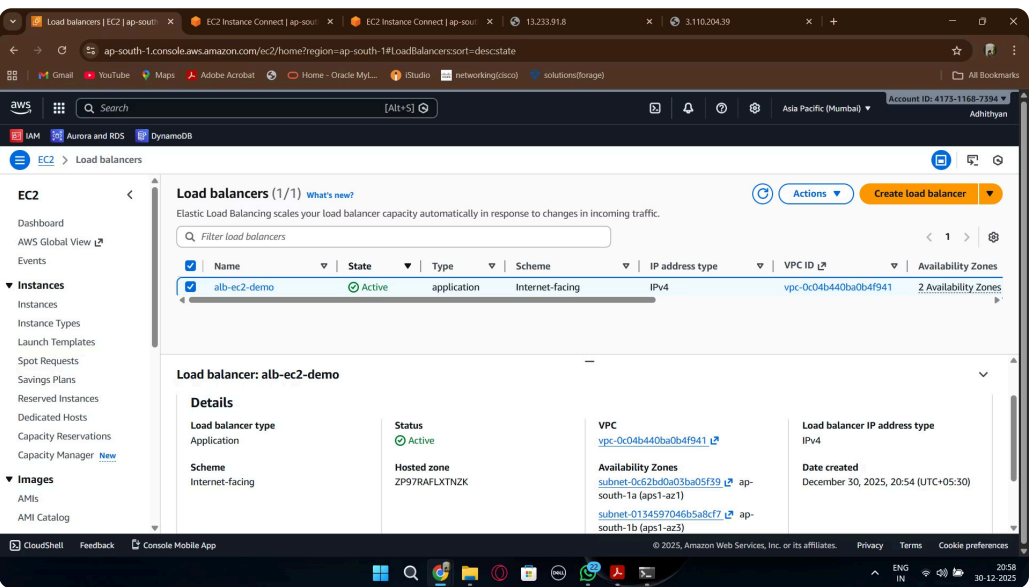 Load balancers | EC2 | ap-south
EC2 Instance Connect | ap-sout
EC2 Instance Connect | ap-sout
13.233.91.8
3.110.204.39
ap-south-1.console.aws.amazon.com/ec2/home?region=ap-south-1#LoadBalancers:sort=desc:state
Gmail YouTube Maps Adobe Acrobat Home - Oracle MyL... iStudio networking(cisco) solutions(forage) All Bookmarks
aws Search [Alt+S] Asia Pacific (Mumbai) ▼ Account ID: 4173-1168-7394 ▼
Adhithyan
IAM Aurora and RDS DynamoDB
EC2 > Load balancers
EC2
Dashboard
AWS Global View
Events
▼ Instances
Instances
Instance Types
Launch Templates
Spot Requests
Savings Plans
Reserved Instances
Dedicated Hosts
Capacity Reservations
Capacity Manager New
▼ Images
AMIs
AMI Catalog
Load balancers (1/1) What's new?
Actions ▼ Create load balancer ▼
Elastic Load Balancing scales your load balancer capacity automatically in response to changes in incoming traffic.
Filter load balancers
< 1 >
Name State Type Scheme IP address type VPC ID Availability Zones
alb-ec2-demo Active application Internet-facing IPv4 vpc-0c04b440ba0b4f941 2 Availability Zones
Load balancer: alb-ec2-demo
Details
Load balancer type
Application
Scheme
Internet-facing
Status
Active
Hosted zone
ZP97RAFLXTNZK
VPC
vpc-0c04b440ba0b4f941
Availability Zones
subnet-0c62bd0a03ba05f39 ap-
south-1a (aps1-az1)
subnet-0134597046b5a8cf7 ap-
south-1b (aps1-az3)
Load balancer IP address type
IPv4
Date created
December 30, 2025, 20:54 (UTC+05:30)
CloudShell Feedback Console Mobile App © 2025, Amazon Web Services, Inc. or its affiliates. Privacy Terms Cookie preferences
DELL 22 ENG
IN
20:58
30-12-2025